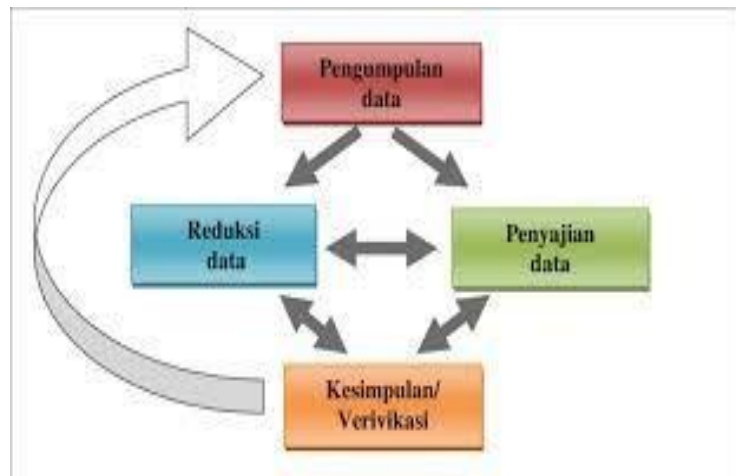 Pengumpulan
data
Reduksi
data
Penyajian
data
Kesimpulan/
Verivikasi